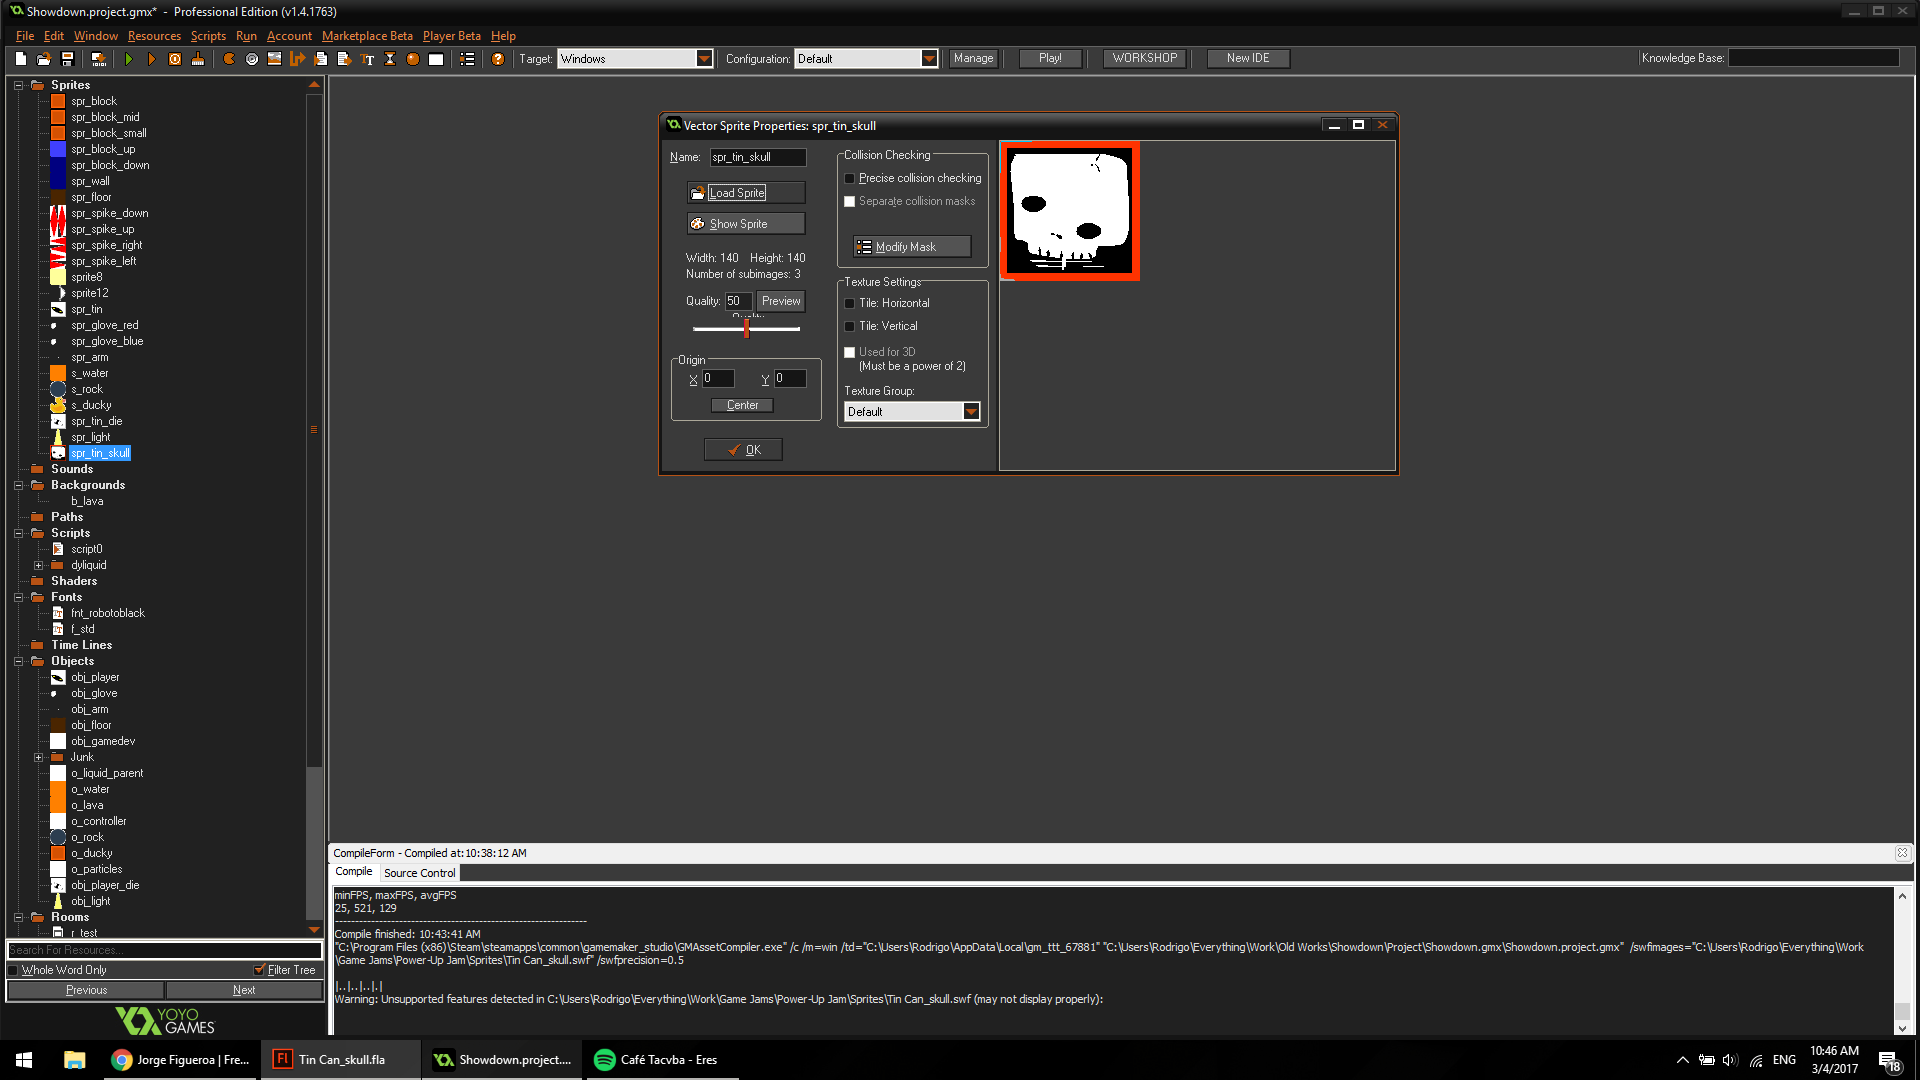 Showdown.project.gmx*  -  Professional Edition (v1.4.1763)
File Edit Window Resources Scripts Run Account Marketplace Beta Player Beta Help
Target: Windows Configuration: Default Manage Play! WORKSHOP New IDE Knowledge Base:
Sprites
spr_block
spr_block_mid
spr_block_small
spr_block_up
spr_block_down
spr_wall
spr_floor
spr_spike_down
spr_spike_up
spr_spike_right
spr_spike_left
sprite8
sprite12
spr_tin
spr_glove_red
spr_glove_blue
spr_arm
s_water
s_rock
s_ducky
spr_tin_die
spr_light
spr_tin_skull
Sounds
Backgrounds
b_lava
Paths
Scripts
script0
dyliquid
Shaders
Fonts
fnt_robotoblack
f_std
Time Lines
Objects
obj_player
obj_glove
obj_arm
obj_floor
obj_gamedev
Junk
o_liquid_parent
o_water
o_lava
o_controller
o_rock
o_ducky
o_particles
obj_player_die
obj_light
Rooms
r_test
Search For Resources...
Whole Word Only Filter Tree
Previous Next
YOYO
GAMES
Vector Sprite Properties: spr_tin_skull
Name: spr_tin_skull
Load Sprite
Show Sprite
Width: 140 Height: 140
Number of subimages: 3
Quality: 50 Preview
Quality
Origin
X 0 Y 0
Center
OK
Collision Checking
Precise collision checking
Separate collision masks
Modify Mask
Texture Settings
Tile: Horizontal
Tile: Vertical
Used for 3D
(Must be a power of 2)
Texture Group:
Default
CompileForm - Compiled at:10:38:12 AM
Compile Source Control
minFPS, maxFPS, avgFPS
25, 521, 129
------------------------------------------------------------
Compile finished: 10:43:41 AM
"C:\Program Files (x86)\Steam\steamapps\common\gamemaker_studio\GMAssetCompiler.exe" /c /m=win /td="C:\Users\Rodrigo\AppData\Local\gm_ttt_67881" "C:\Users\Rodrigo\Everything\Work\Old Works\Showdown\Project\Showdown.gmx\Showdown.project.gmx"  /swfimages="C:\Users\Rodrigo\Everything\Work
\Game Jams\Power-Up Jam\Sprites\Tin Can_skull.swf" /swfprecision=0.5
|..|..|..|.|
Warning: Unsupported features detected in C:\Users\Rodrigo\Everything\Work\Game Jams\Power-Up Jam\Sprites\Tin Can_skull.swf (may not display properly):
Jorge Figueroa | Fre... Fl Tin Can_skull.fla Showdown.project.... Café Tacvba - Eres
ENG
10:46 AM
3/4/2017
18